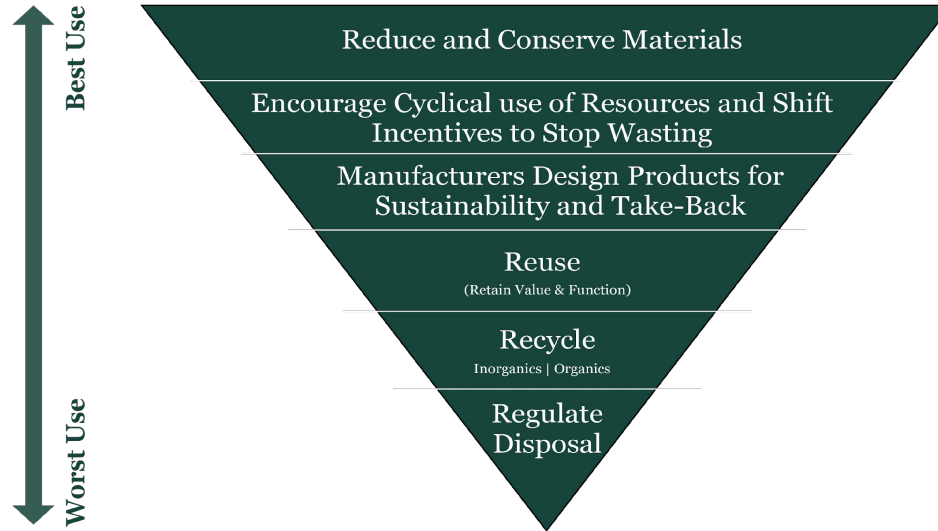 Best Use
Reduce and Conserve Materials
Encourage Cyclical use of Resources and Shift
Incentives to Stop Wasting
Manufacturers Design Products for
Sustainability and Take-Back
Reuse
(Retain Value & Function)
Recycle
Inorganics | Organics
Regulate
Disposal
Worst Use